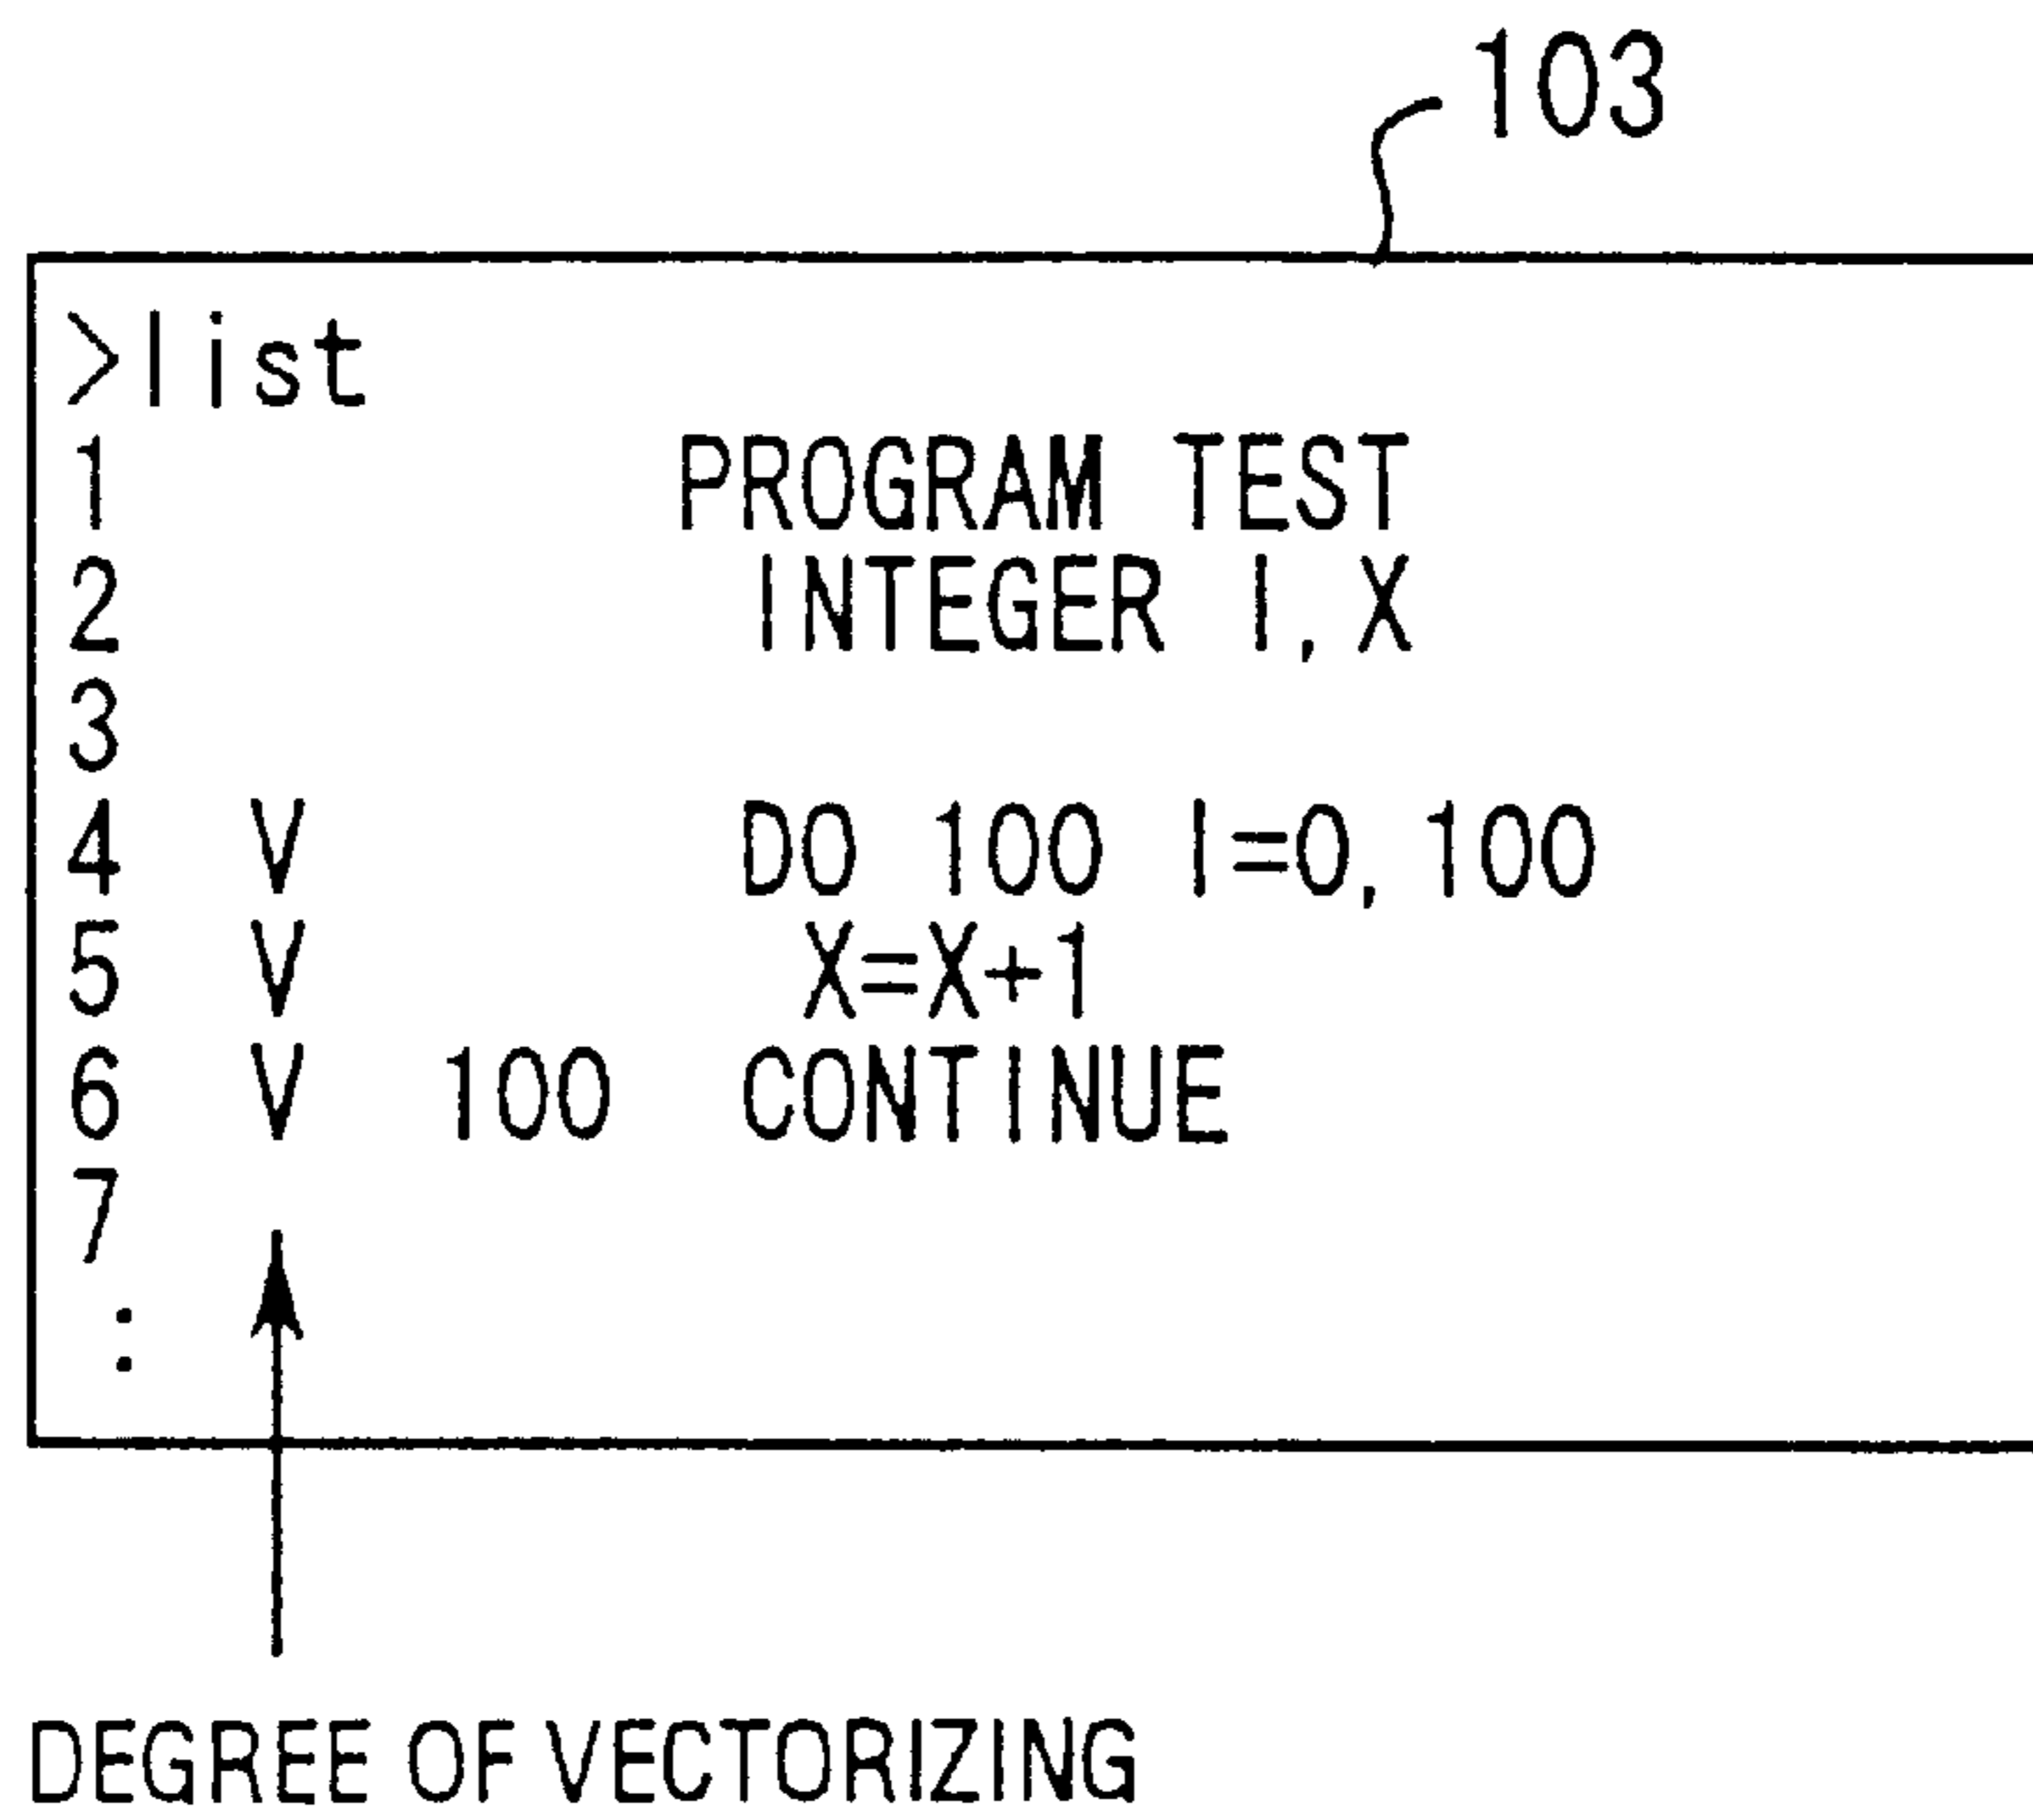 103
>list
1 PROGRAM TEST
2 INTEGER I,X
3
4 V DO 100 I=0,100
5 V X=X+1
6 V 100 CONTINUE
7
:
DEGREE OF VECTORIZING